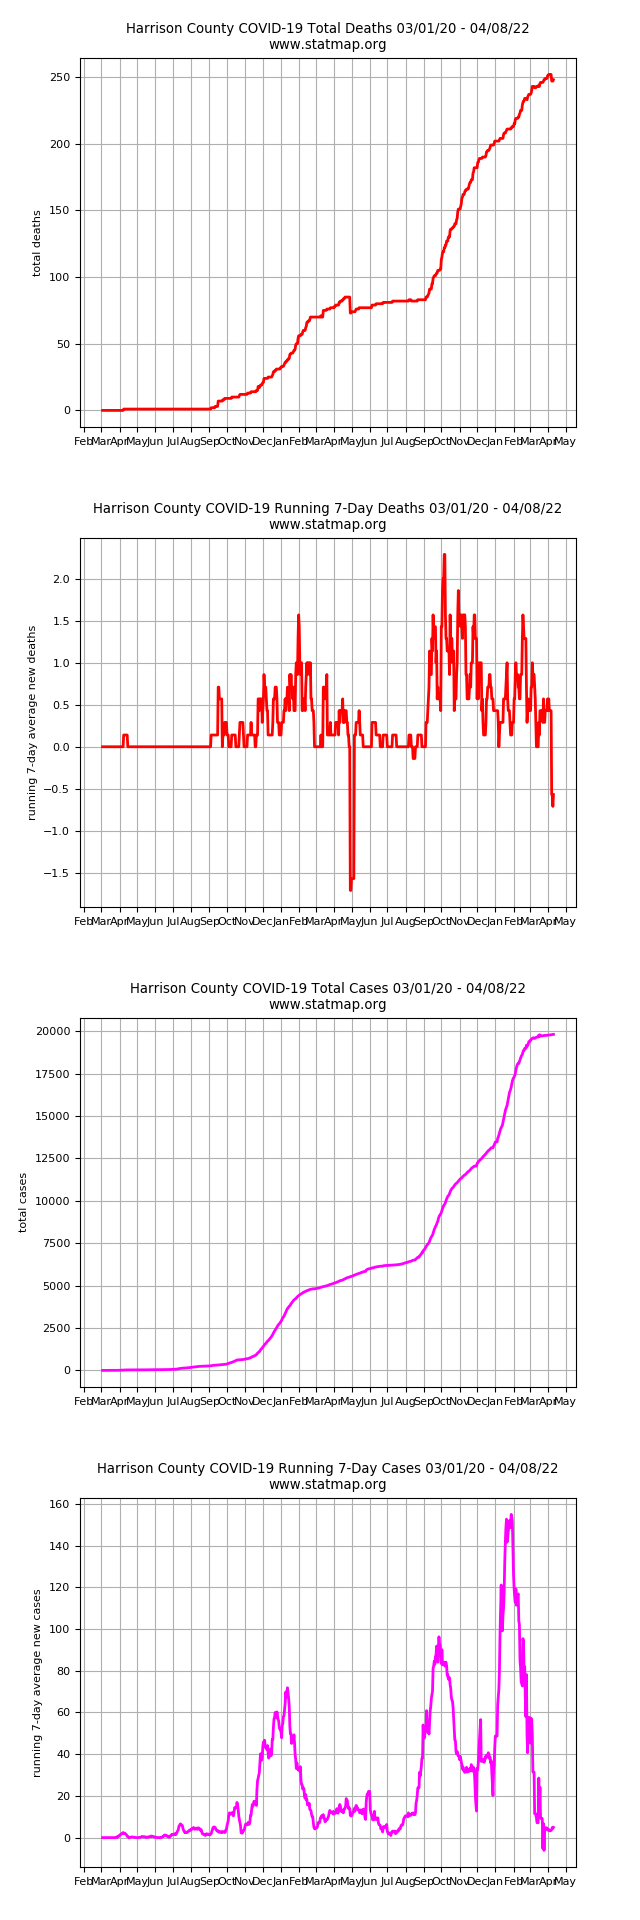 Harrison County COVID-19 Total Deaths 03/01/20 - 04/08/22
www.statmap.org
250
200
150
100
50
0
total deaths
Feb Mar Apr May Jun Jul Aug Sep Oct Nov Dec Jan Feb Mar Apr May Jun Jul Aug Sep Oct Nov Dec Jan Feb Mar Apr May
Harrison County COVID-19 Running 7-Day Deaths 03/01/20 - 04/08/22
www.statmap.org
2.0
1.5
1.0
0.5
0.0
−0.5
−1.0
−1.5
running 7-day average new deaths
Feb Mar Apr May Jun Jul Aug Sep Oct Nov Dec Jan Feb Mar Apr May Jun Jul Aug Sep Oct Nov Dec Jan Feb Mar Apr May
Harrison County COVID-19 Total Cases 03/01/20 - 04/08/22
www.statmap.org
20000
17500
15000
12500
10000
7500
5000
2500
0
total cases
Feb Mar Apr May Jun Jul Aug Sep Oct Nov Dec Jan Feb Mar Apr May Jun Jul Aug Sep Oct Nov Dec Jan Feb Mar Apr May
Harrison County COVID-19 Running 7-Day Cases 03/01/20 - 04/08/22
www.statmap.org
160
140
120
100
80
60
40
20
0
running 7-day average new cases
Feb Mar Apr May Jun Jul Aug Sep Oct Nov Dec Jan Feb Mar Apr May Jun Jul Aug Sep Oct Nov Dec Jan Feb Mar Apr May